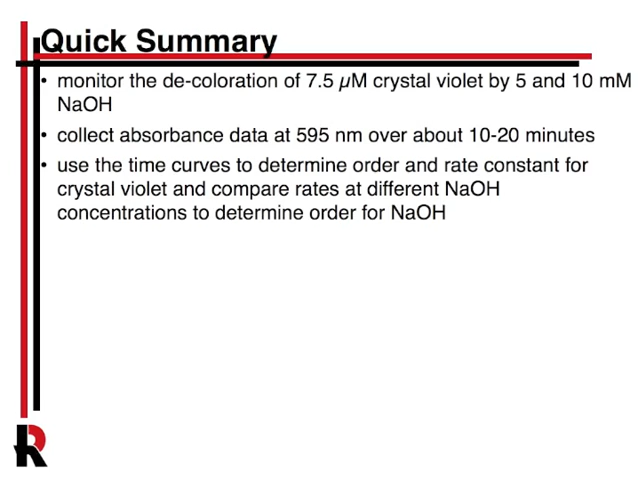 Quick Summary
• monitor the de-coloration of 7.5 µM crystal violet by 5 and 10 mM
NaOH
• collect absorbance data at 595 nm over about 10-20 minutes
• use the time curves to determine order and rate constant for
crystal violet and compare rates at different NaOH
concentrations to determine order for NaOH
R